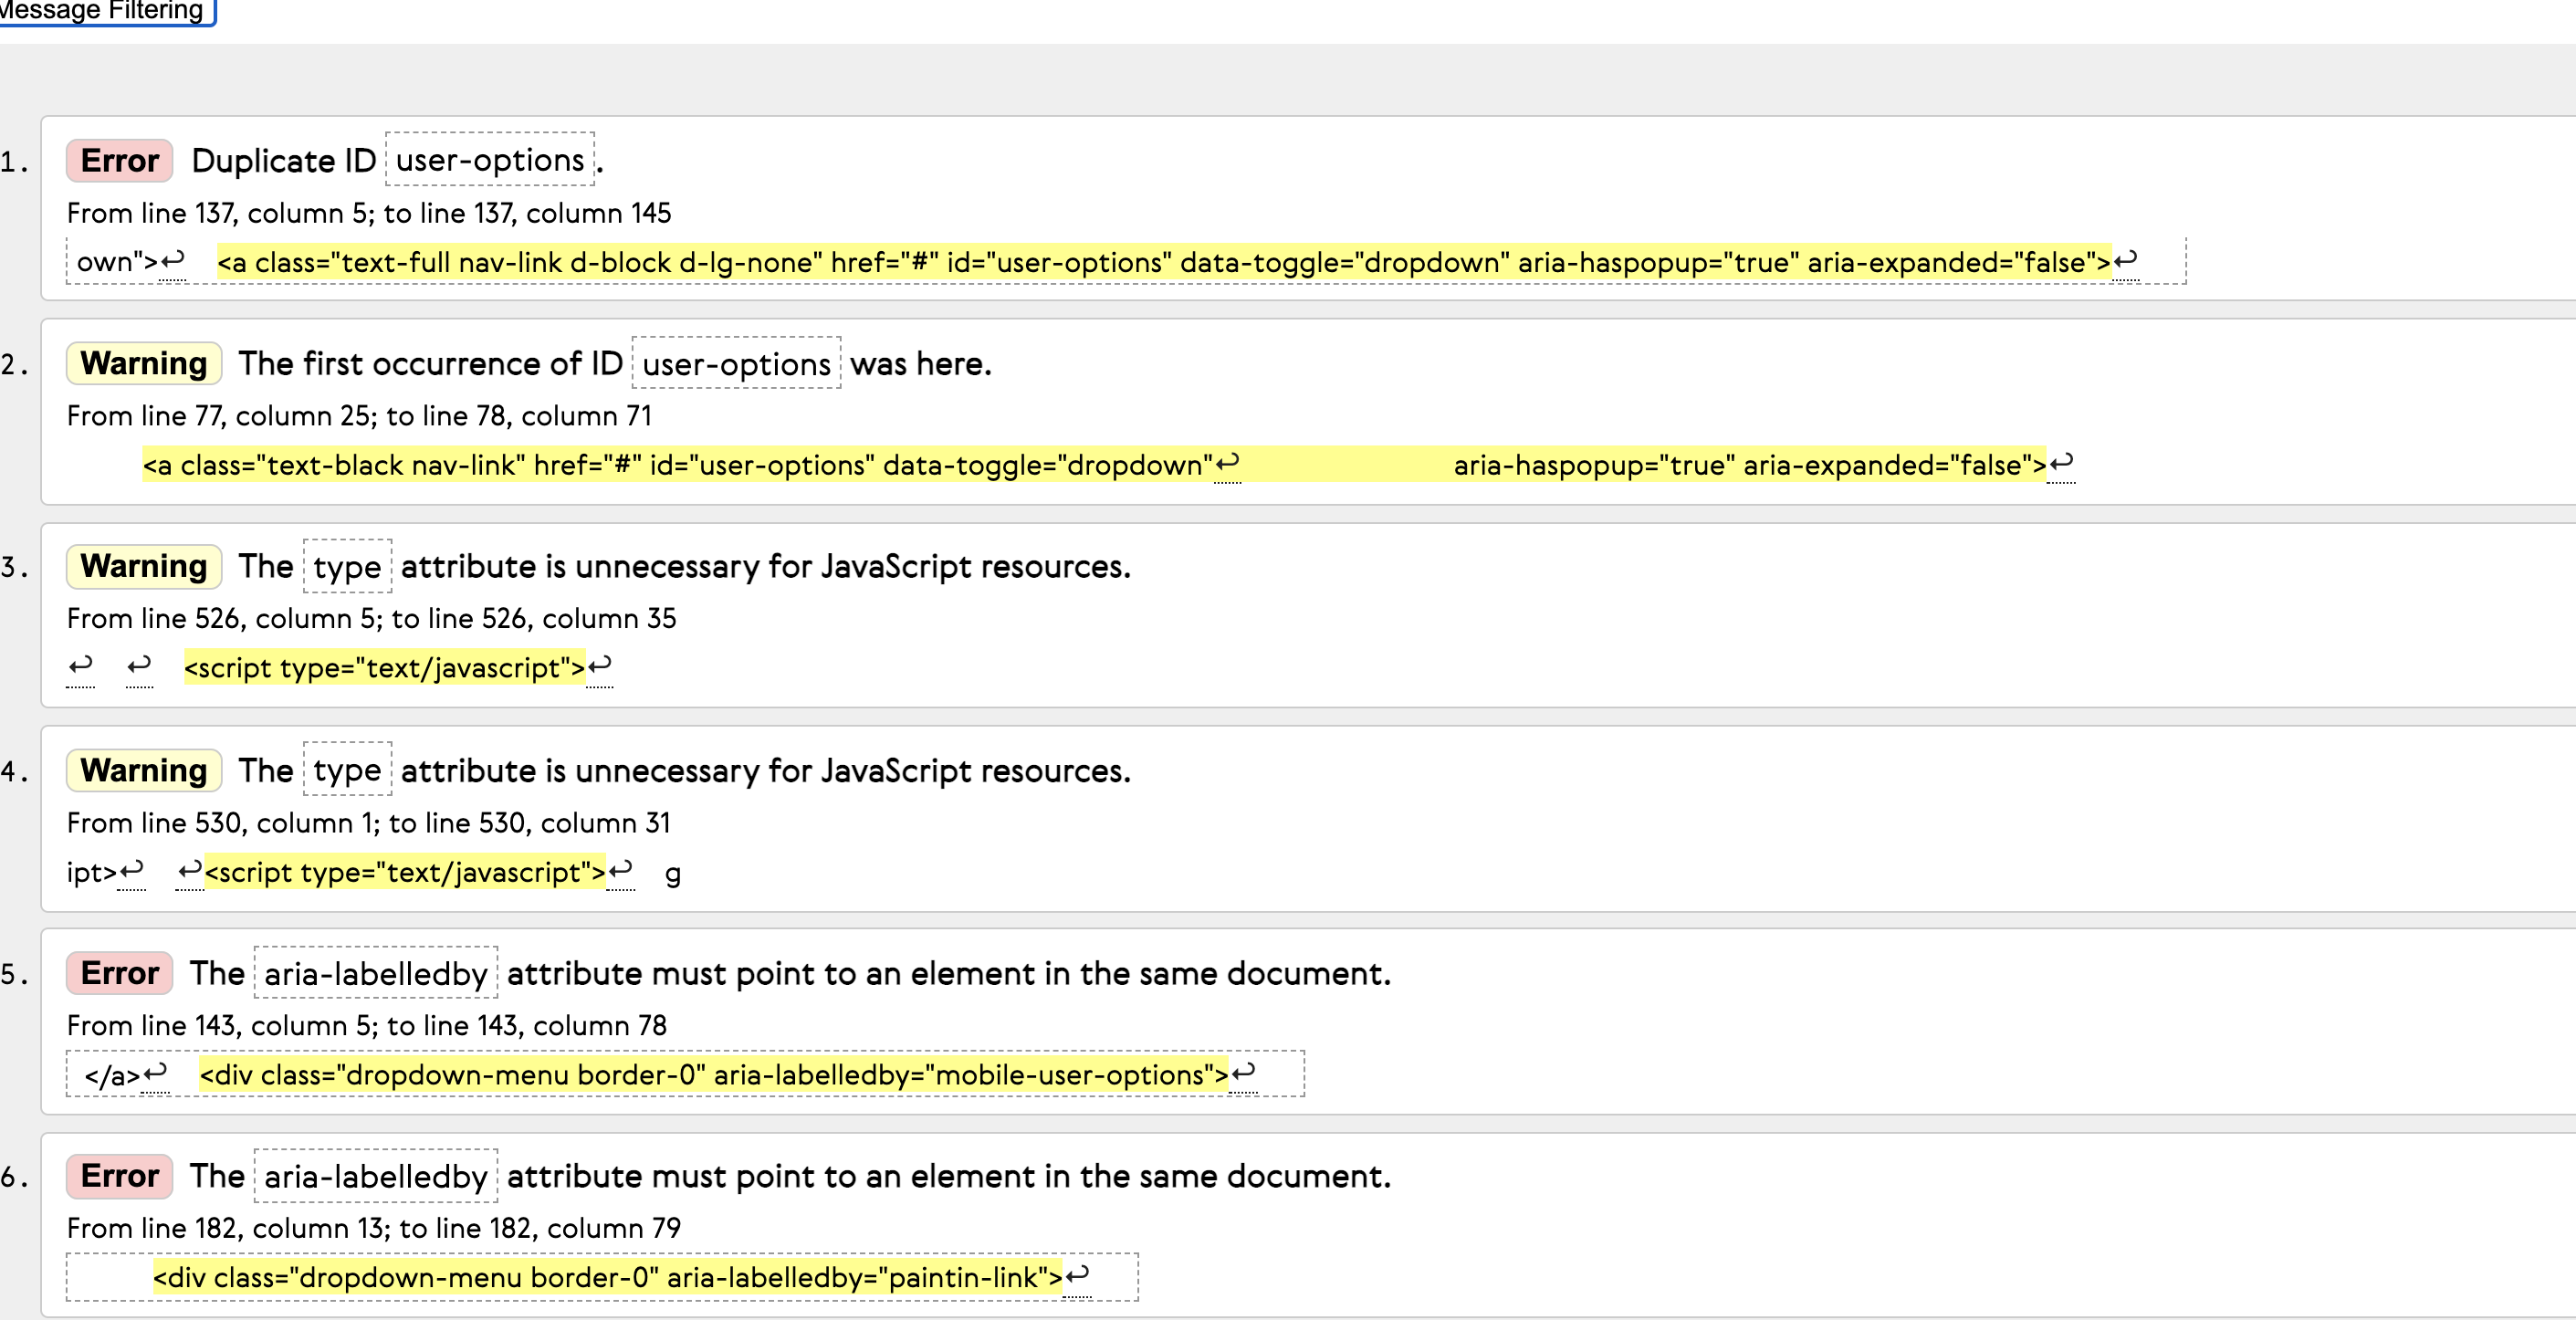 Message Filtering
1. Error Duplicate ID user-options.
From line 137, column 5; to line 137, column 145
own">↩ <a class="text-full nav-link d-block d-lg-none" href="#" id="user-options" data-toggle="dropdown" aria-haspopup="true" aria-expanded="false">↩
2. Warning The first occurrence of ID user-options was here.
From line 77, column 25; to line 78, column 71
<a class="text-black nav-link" href="#" id="user-options" data-toggle="dropdown"↩ aria-haspopup="true" aria-expanded="false">↩
3. Warning The type attribute is unnecessary for JavaScript resources.
From line 526, column 5; to line 526, column 35
↩ ↩ <script type="text/javascript">↩
4. Warning The type attribute is unnecessary for JavaScript resources.
From line 530, column 1; to line 530, column 31
ipt>↩ ↩<script type="text/javascript">↩ g
5. Error The aria-labelledby attribute must point to an element in the same document.
From line 143, column 5; to line 143, column 78
</a>↩ <div class="dropdown-menu border-0" aria-labelledby="mobile-user-options">↩
6. Error The aria-labelledby attribute must point to an element in the same document.
From line 182, column 13; to line 182, column 79
<div class="dropdown-menu border-0" aria-labelledby="paintin-link">↩